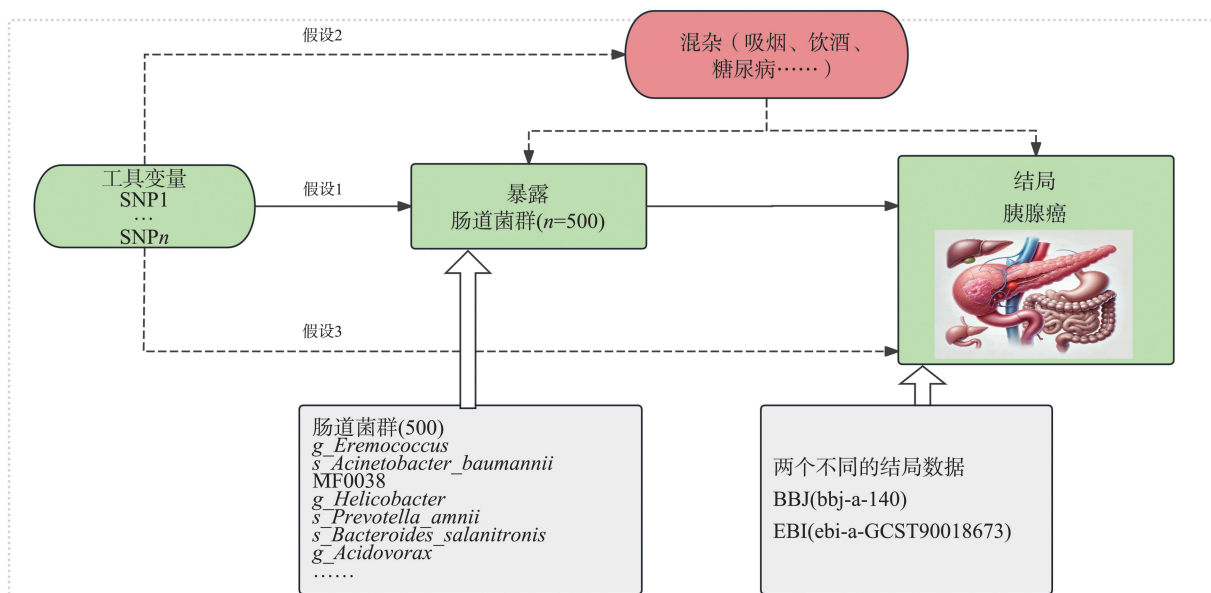 假设2
混杂（吸烟、饮酒、
糖尿病……）
工具变量
SNP1
…
SNPn
假设1
暴露
肠道菌群(n=500)
结局
胰腺癌
假设3
肠道菌群(500)
g_Eremococcus
s_Acinetobacter_baumannii
MF0038
g_Helicobacter
s_Prevotella_amnii
s_Bacteroides_salanitronis
g_Acidovorax
……
两个不同的结局数据
BBJ(bbj-a-140)
EBI(ebi-a-GCST90018673)